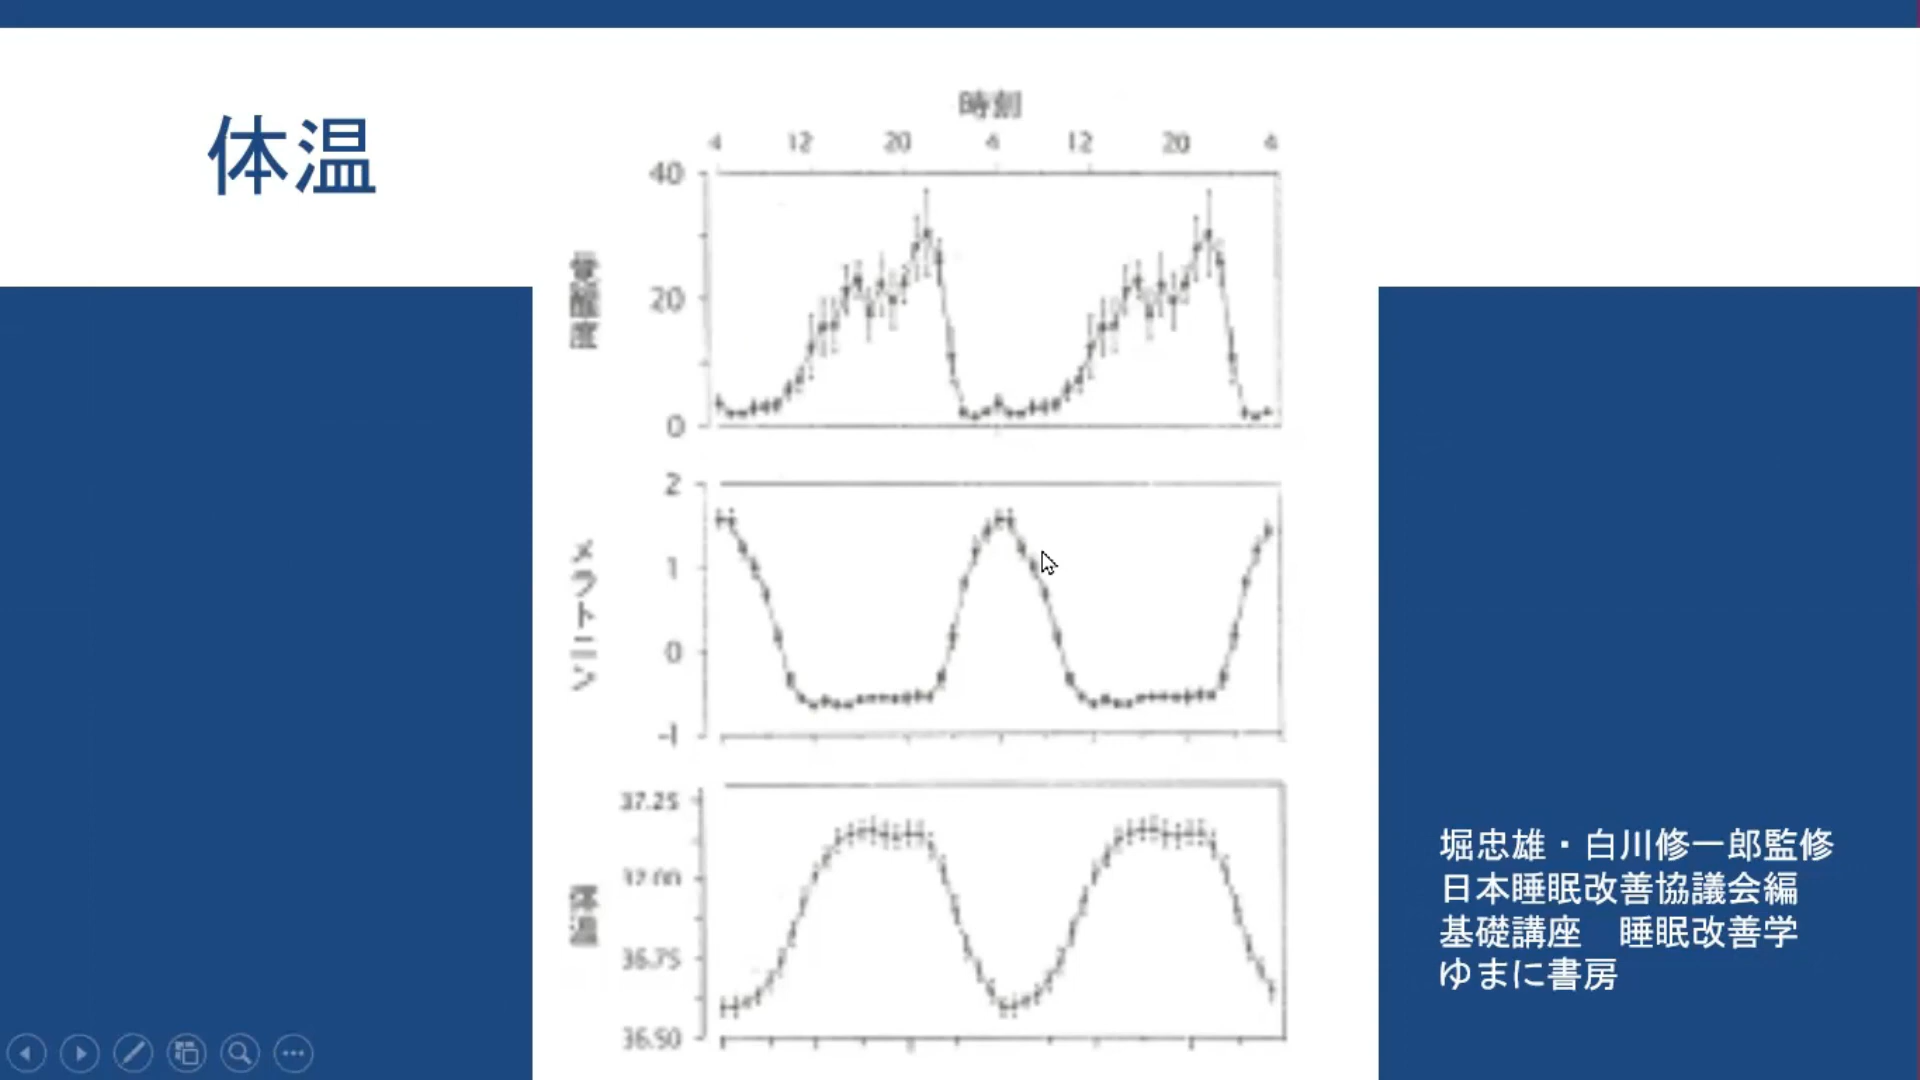 体温
時刻
4 12 20 4 12 20 4
40
20
0
覚醒度
2
1
0
-1
メラトニン
37.25
37.00
36.75
36.50
体温
堀忠雄・白川修一郎監修
日本睡眠改善協議会編
基礎講座　睡眠改善学
ゆまに書房